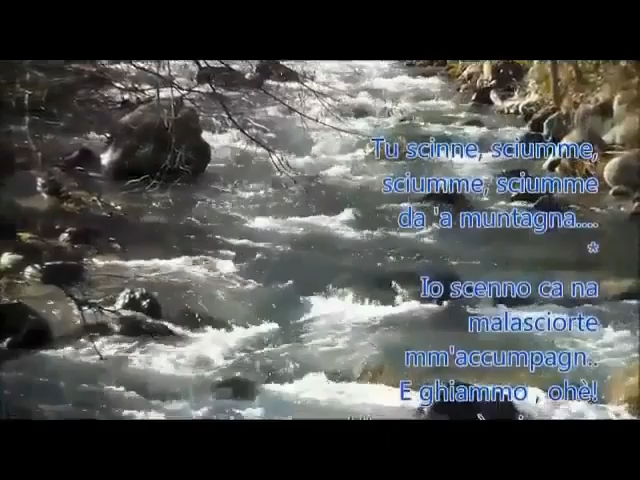 Tu scinne, sciumme,
sciumme, sciumme
da 'a muntagna....
*
Io scenno ca na
malasciorte
mm'accumpagn..
E ghiammo , ohè!